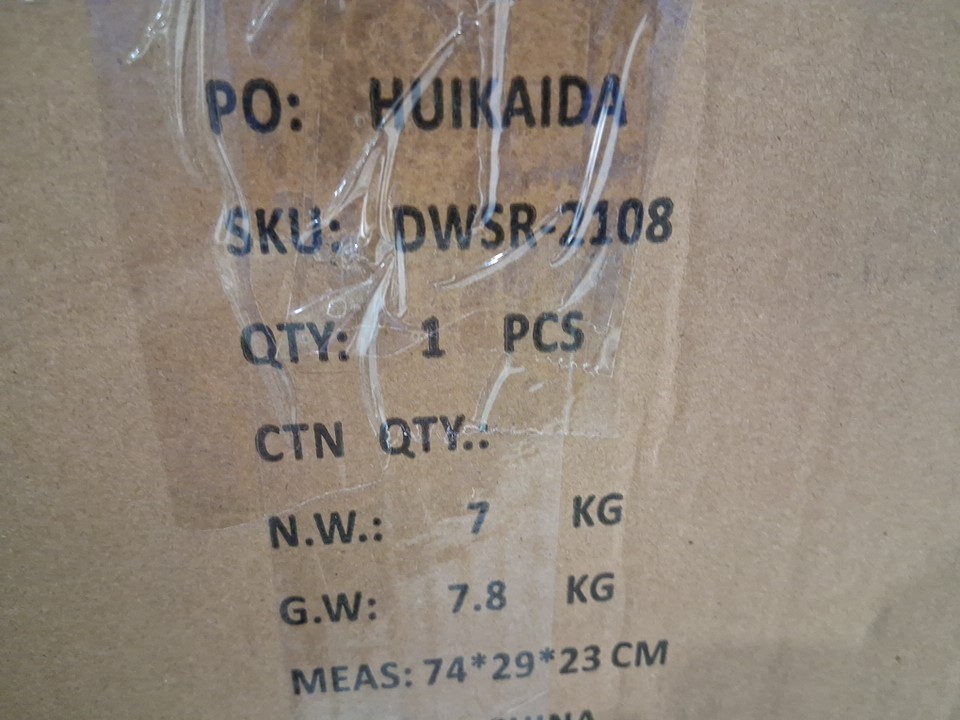 PO: HUIKAIDA
SKU: DWSR-2108
QTY: 1 PCS
CTN QTY.:
N.W.: 7 KG
G.W: 7.8 KG
MEAS: 74*29*23 CM
CHINA